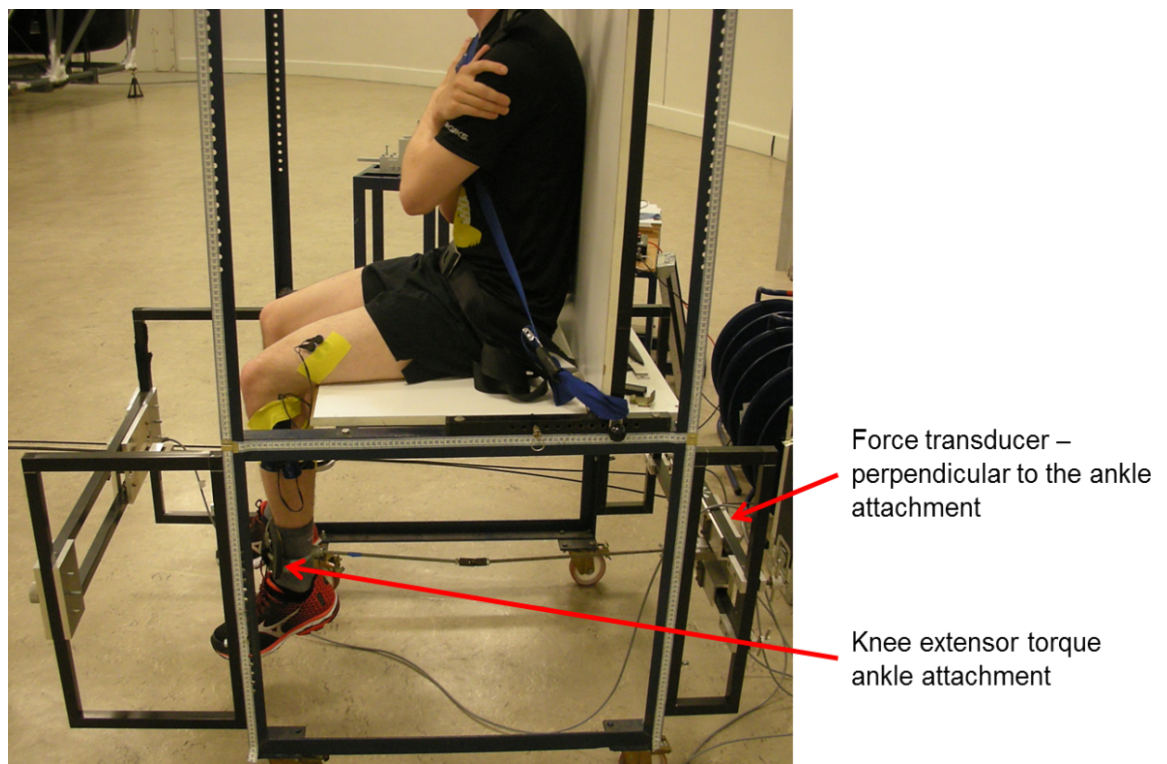 Force transducer –
perpendicular to the ankle
attachment
Knee extensor torque
ankle attachment